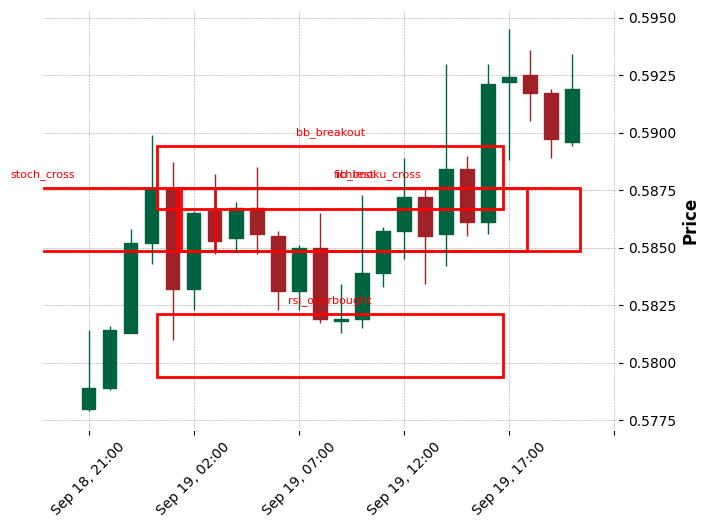 0.5950
0.5925
bb_breakout
0.5900
stoch_cross
0.5875
0.5850
Price
rsi_overbought
0.5825
0.5800
0.5775
Sep 18, 21:00
Sep 19, 02:00
Sep 19, 07:00
Sep 19, 12:00
Sep 19, 17:00